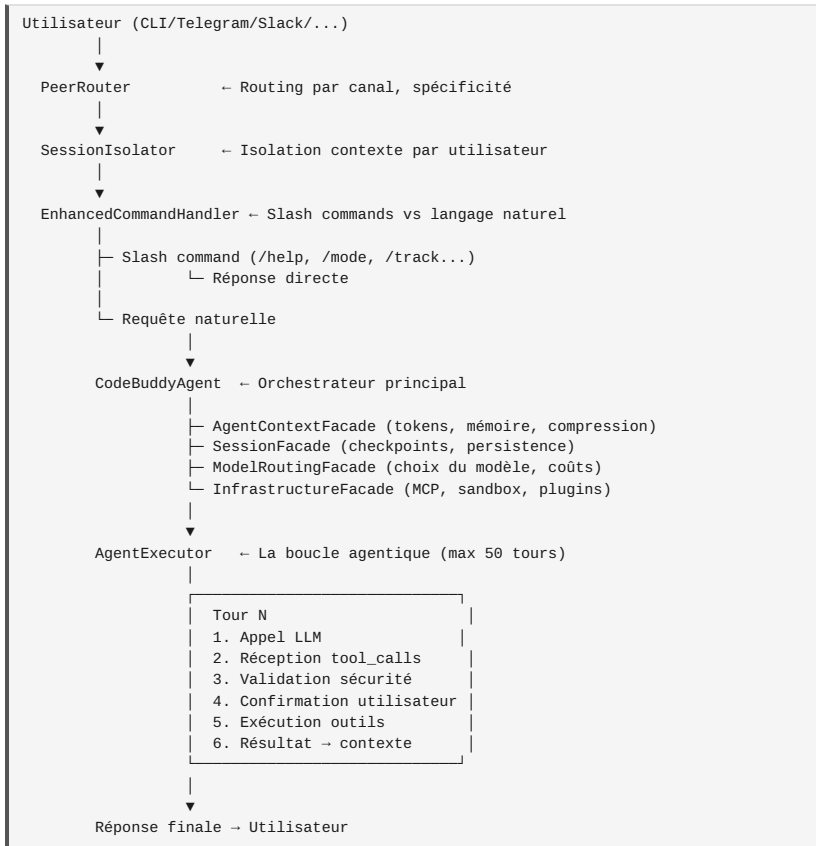 Utilisateur (CLI/Telegram/Slack/...)
│
▼
PeerRouter ← Routing par canal, spécificité
│
▼
SessionIsolator ← Isolation contexte par utilisateur
│
▼
EnhancedCommandHandler ← Slash commands vs langage naturel
│
├─ Slash command (/help, /mode, /track...)
│ └─ Réponse directe
│
└─ Requête naturelle
│
▼
CodeBuddyAgent ← Orchestrateur principal
│
├─ AgentContextFacade (tokens, mémoire, compression)
├─ SessionFacade (checkpoints, persistence)
├─ ModelRoutingFacade (choix du modèle, coûts)
└─ InfrastructureFacade (MCP, sandbox, plugins)
│
▼
AgentExecutor ← La boucle agentique (max 50 tours)
│
┌─────────────────────────────┐
│ Tour N │
│ 1. Appel LLM │
│ 2. Réception tool_calls │
│ 3. Validation sécurité │
│ 4. Confirmation utilisateur │
│ 5. Exécution outils │
│ 6. Résultat → contexte │
└─────────────────────────────┘
│
▼
Réponse finale → Utilisateur